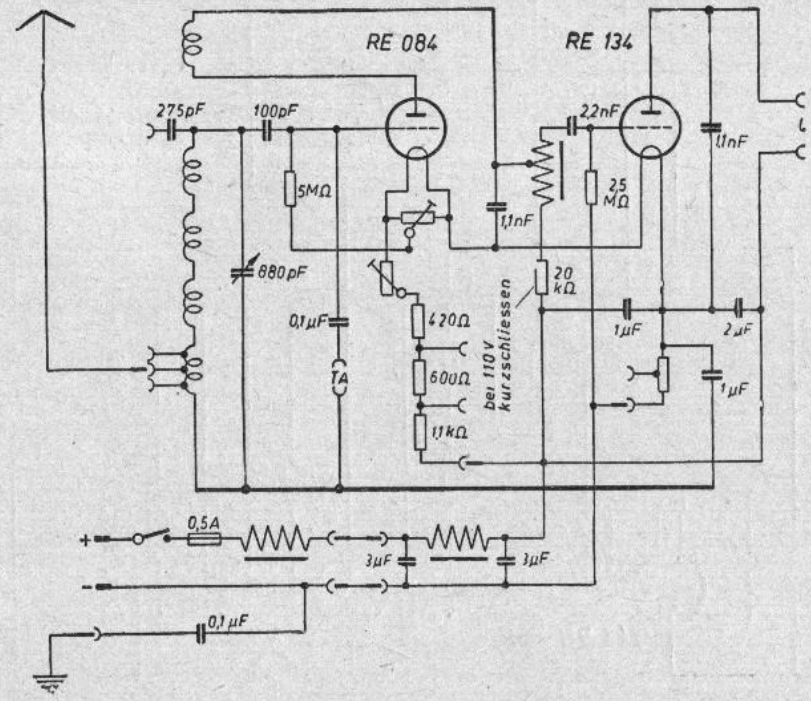 RE 084
RE 134
275pF
100pF
2,2nF
1,1nF
L
5MΩ
2,5
MΩ
1,1nF
880pF
20
kΩ
0,1µF
420Ω
1µF
2µF
TA
600Ω
bei 110V
kurzschliessen
1µF
1,1kΩ
+
0,5A
3µF
3µF
-
0,1µF